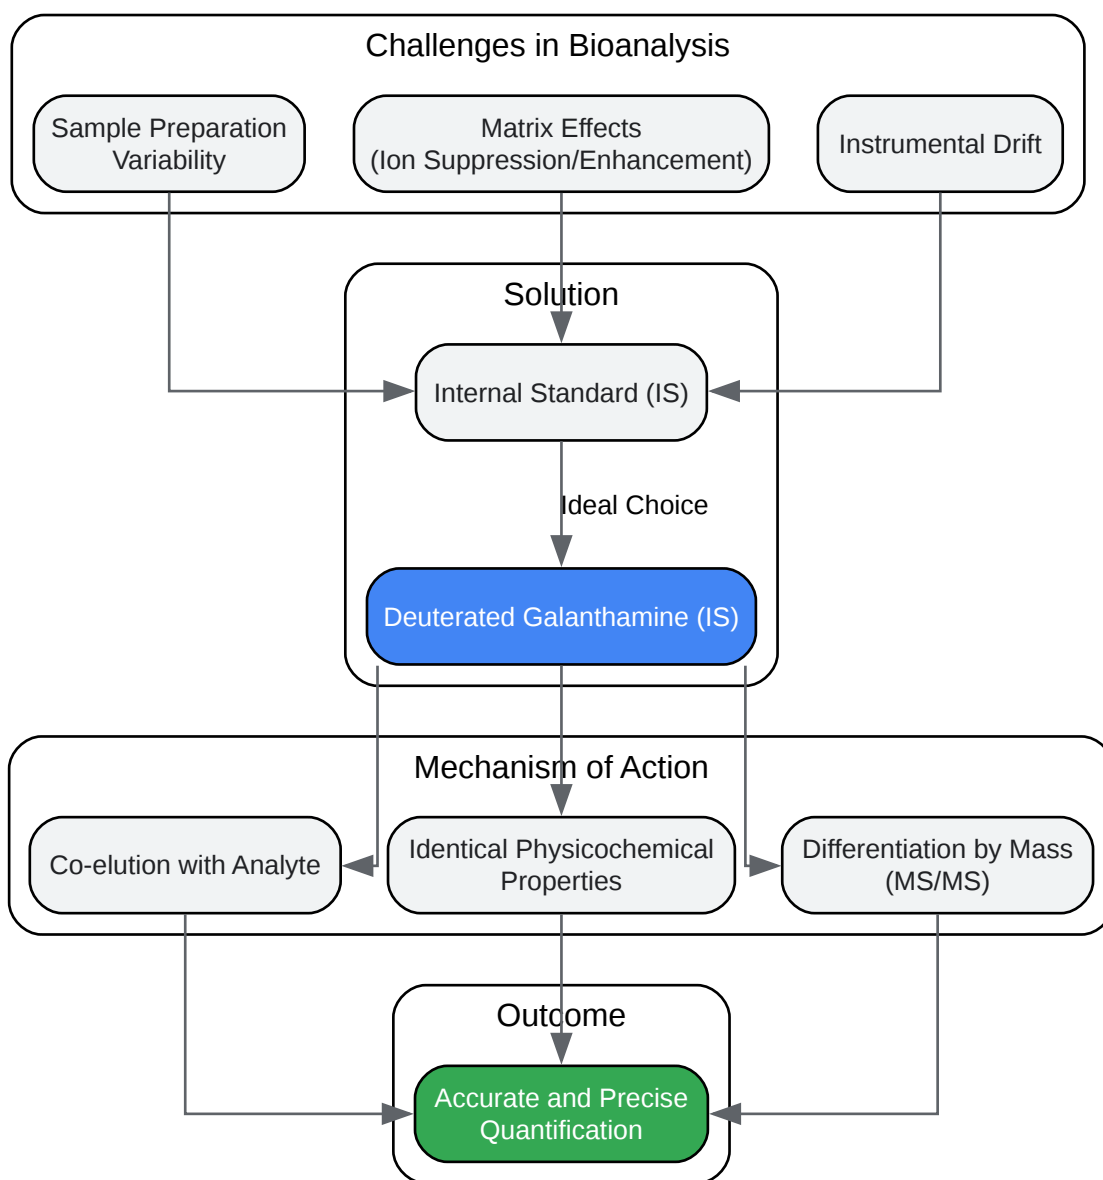 Challenges in Bioanalysis
Sample Preparation
Variability
Matrix Effects
(Ion Suppression/Enhancement)
Instrumental Drift
Solution
Internal Standard (IS)
Ideal Choice
Deuterated Galanthamine (IS)
Mechanism of Action
Co-elution with Analyte
Identical Physicochemical
Properties
Differentiation by Mass
(MS/MS)
Outcome
Accurate and Precise
Quantification